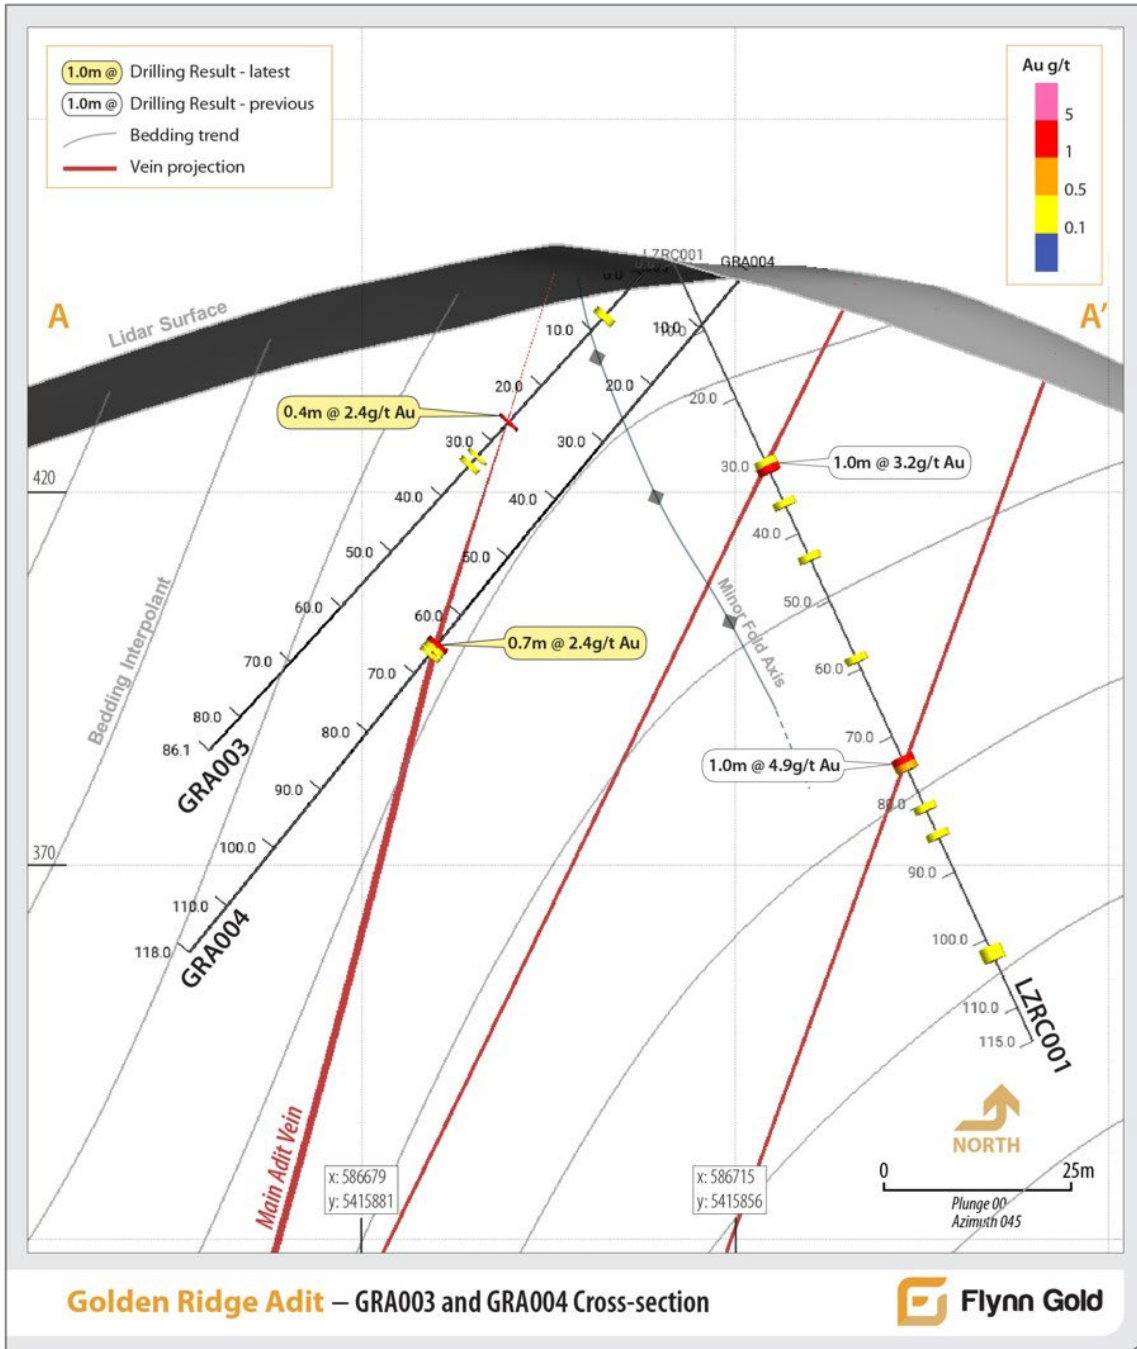 1.0m @ Drilling Result - latest
1.0m @ Drilling Result - previous
Bedding trend
Vein projection
Au g/t
5
1
0.5
0.1
A
A'
Lidar Surface
LZRC001
GRA004
0.0
10.0
20.0
30.0
40.0
50.0
60.0
70.0
80.0
86.1
GRA003
10.0
20.0
30.0
40.0
50.0
60.0
70.0
80.0
90.0
100.0
110.0
118.0
GRA004
10.0
20.0
30.0
40.0
50.0
60.0
70.0
80.0
90.0
100.0
110.0
115.0
LZRC001
0.4m @ 2.4g/t Au
0.7m @ 2.4g/t Au
1.0m @ 3.2g/t Au
1.0m @ 4.9g/t Au
420
370
Bedding Interpolant
Minor Fold Axis
Main Adit Vein
x: 586679
y: 5415881
x: 586715
y: 5415856
NORTH
0 25m
Plunge 00
Azimuth 045
Golden Ridge Adit – GRA003 and GRA004 Cross-section
Flynn Gold